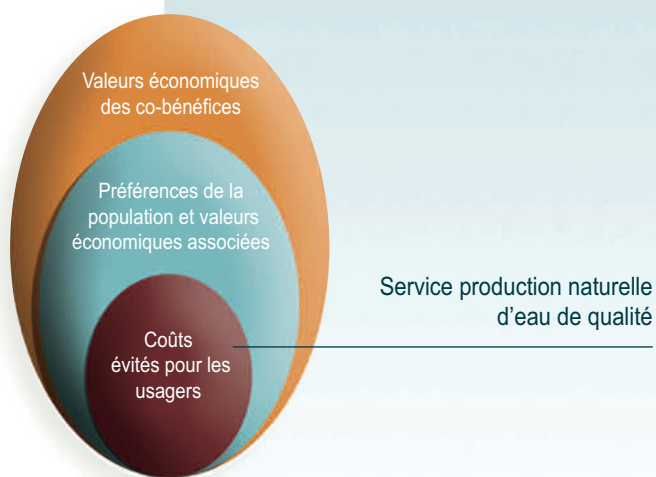 Valeurs économiques
des co-bénéfices
Préférences de la
population et valeurs
économiques associées
Service production naturelle
d’eau de qualité
Coûts
évités pour les
usagers